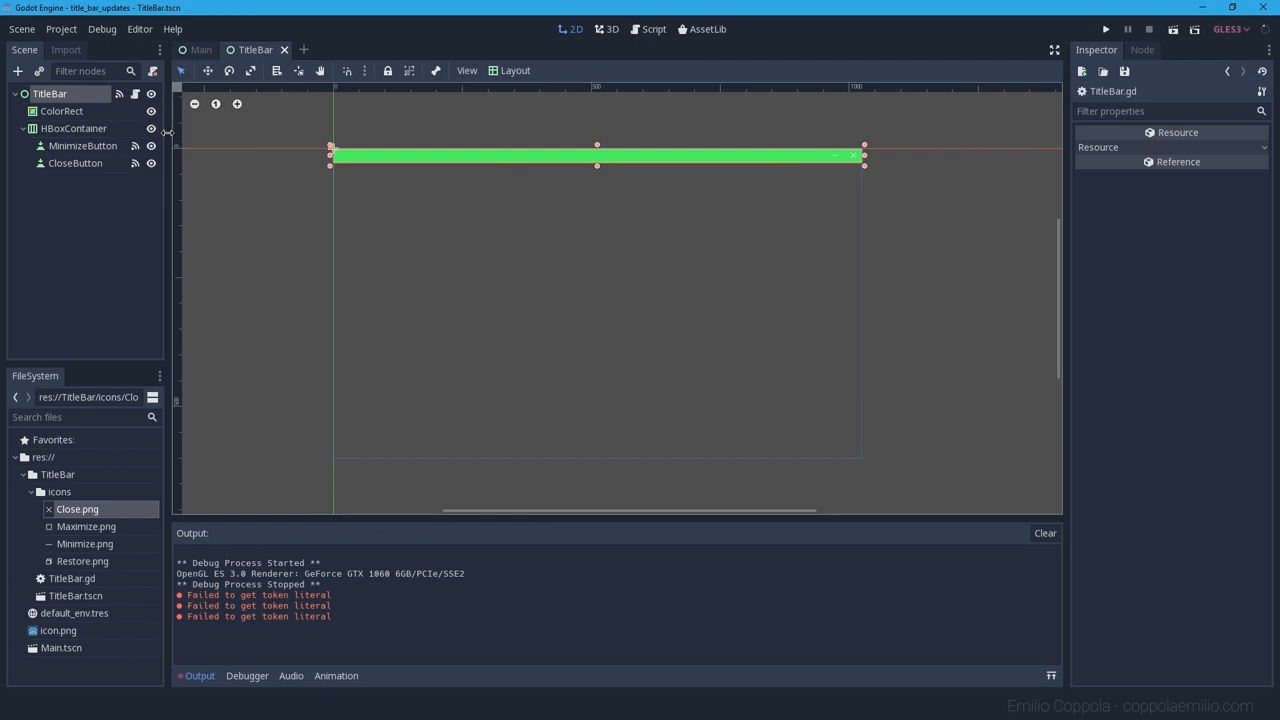 Godot Engine - title_bar_updates - TitleBar.tscn
Scene Project Debug Editor Help
2D 3D Script AssetLib
GLES3
Scene Import
Main TitleBar
Inspector Node
Filter nodes
View Layout
TitleBar
TitleBar.gd
ColorRect
Filter properties
HBoxContainer
Resource
MinimizeButton
Resource
CloseButton
Reference
0 500 1000
0
500
FileSystem
res://TitleBar/icons/Clo
Search files
Favorites:
res://
TitleBar
icons
Close.png
Maximize.png
Minimize.png
Restore.png
TitleBar.gd
TitleBar.tscn
default_env.tres
icon.png
Main.tscn
Output:
Clear
** Debug Process Started **
OpenGL ES 3.0 Renderer: GeForce GTX 1060 6GB/PCIe/SSE2
** Debug Process Stopped **
Failed to get token literal
Failed to get token literal
Failed to get token literal
Output Debugger Audio Animation
Emilio Coppola - coppolaemilio.com